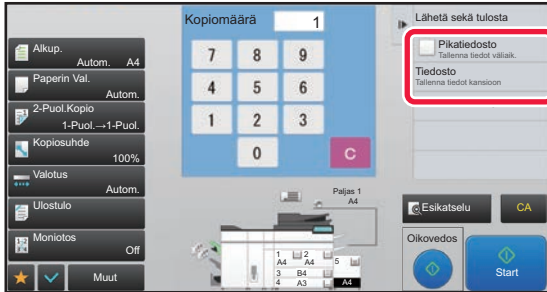 Kopiomäärä
1
Lähetä sekä tulosta
Pikatiedosto
Tallenna tiedot väliaik.
Tiedosto
Tallenna tiedot kansioon
Alkup.
Autom. A4
Paperin Val.
Autom.
2-Puol.Kopio
1-Puol.→1-Puol.
Kopiosuhde
100%
Valotus
Autom.
Ulostulo
Moniotos
Off
Muut
7 8 9
4 5 6
1 2 3
0 C
Paljas 1
A4
1 A4 2 A4 5
3 B4
4 A3 A4
Esikatselu
CA
Oikovedos
Start